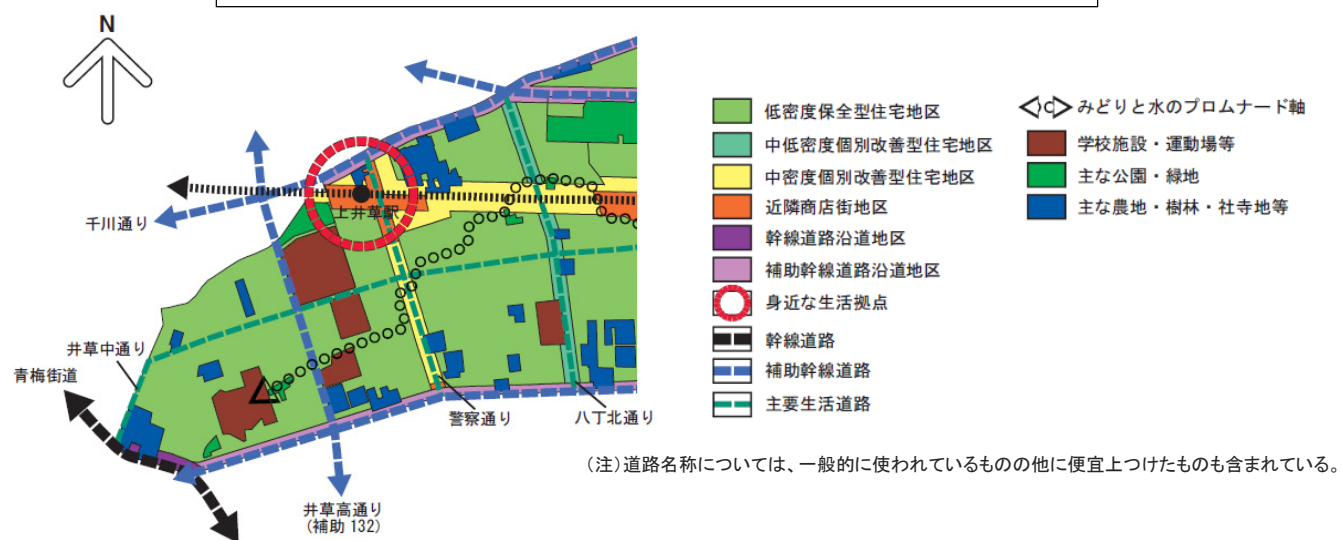 N
上井草駅
千川通り
井草中通り
青梅街道
警察通り
八丁北通り
井草高通り
(補助 132)
低密度保全型住宅地区
中低密度個別改善型住宅地区
中密度個別改善型住宅地区
近隣商店街地区
幹線道路沿道地区
補助幹線道路沿道地区
身近な生活拠点
幹線道路
補助幹線道路
主要生活道路
C みどりと水のプロムナード軸
学校施設・運動場等
主な公園・緑地
主な農地・樹林・社寺地等
(注)道路名称については、一般的に使われているものの他に便宜上つけたものも含まれている。